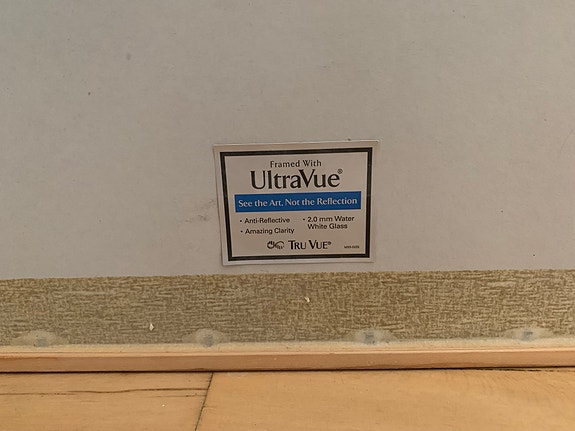 Framed With
UltraVue®
See the Art, Not the Reflection
• Anti-Reflective
• Amazing Clarity
• 2.0 mm Water
White Glass
TRU VUE®